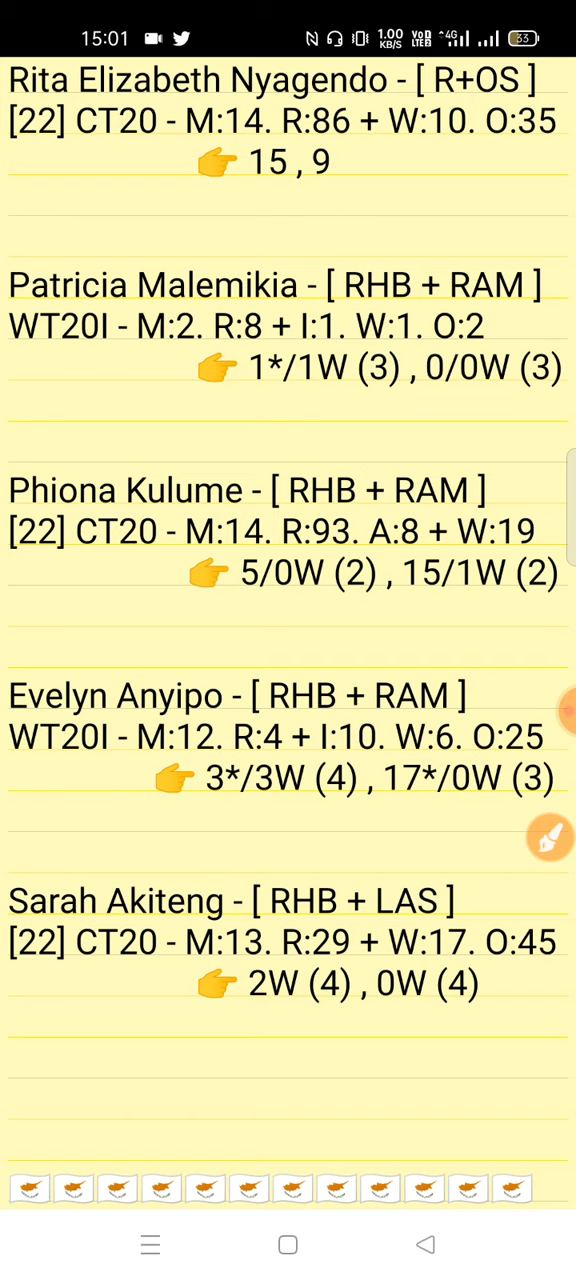 15:01 1.00 KB/S VoD LTE2 4G 33
Rita Elizabeth Nyagendo - [ R+OS ]
[22] CT20 - M:14. R:86 + W:10. O:35
👉 15 , 9
Patricia Malemikia - [ RHB + RAM ]
WT20I - M:2. R:8 + I:1. W:1. O:2
👉 1*/1W (3) , 0/0W (3)
Phiona Kulume - [ RHB + RAM ]
[22] CT20 - M:14. R:93. A:8 + W:19
👉 5/0W (2) , 15/1W (2)
Evelyn Anyipo - [ RHB + RAM ]
WT20I - M:12. R:4 + I:10. W:6. O:25
👉 3*/3W (4) , 17*/0W (3)
Sarah Akiteng - [ RHB + LAS ]
[22] CT20 - M:13. R:29 + W:17. O:45
👉 2W (4) , 0W (4)
🇨🇾🇨🇾🇨🇾🇨🇾🇨🇾🇨🇾🇨🇾🇨🇾🇨🇾🇨🇾🇨🇾🇨🇾